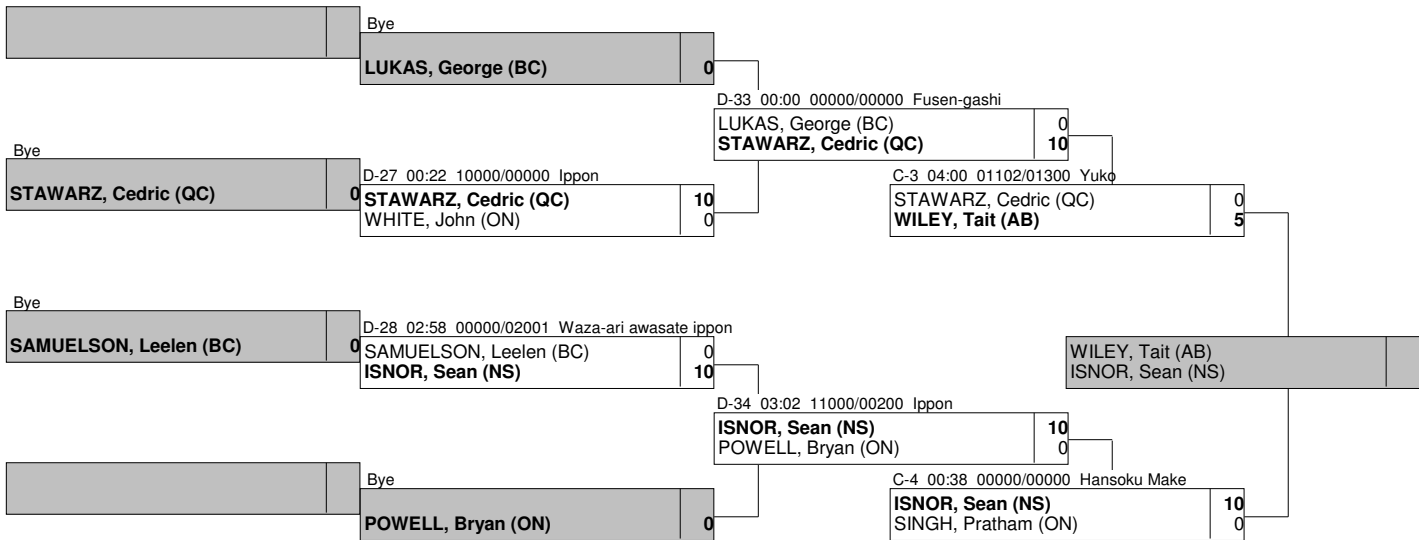 Bye
LUKAS, George (BC) 0
D-33 00:00 00000/00000 Fusen-gashi
LUKAS, George (BC) 0
STAWARZ, Cedric (QC) 10
Bye
STAWARZ, Cedric (QC) 0
D-27 00:22 10000/00000 Ippon
STAWARZ, Cedric (QC) 10
WHITE, John (ON) 0
C-3 04:00 01102/01300 Yuko
STAWARZ, Cedric (QC) 0
WILEY, Tait (AB) 5
Bye
SAMUELSON, Leelen (BC) 0
D-28 02:58 00000/02001 Waza-ari awasate ippon
SAMUELSON, Leelen (BC) 0
ISNOR, Sean (NS) 10
WILEY, Tait (AB)
ISNOR, Sean (NS)
D-34 03:02 11000/00200 Ippon
ISNOR, Sean (NS) 10
POWELL, Bryan (ON) 0
Bye
POWELL, Bryan (ON) 0
C-4 00:38 00000/00000 Hansoku Make
ISNOR, Sean (NS) 10
SINGH, Pratham (ON) 0